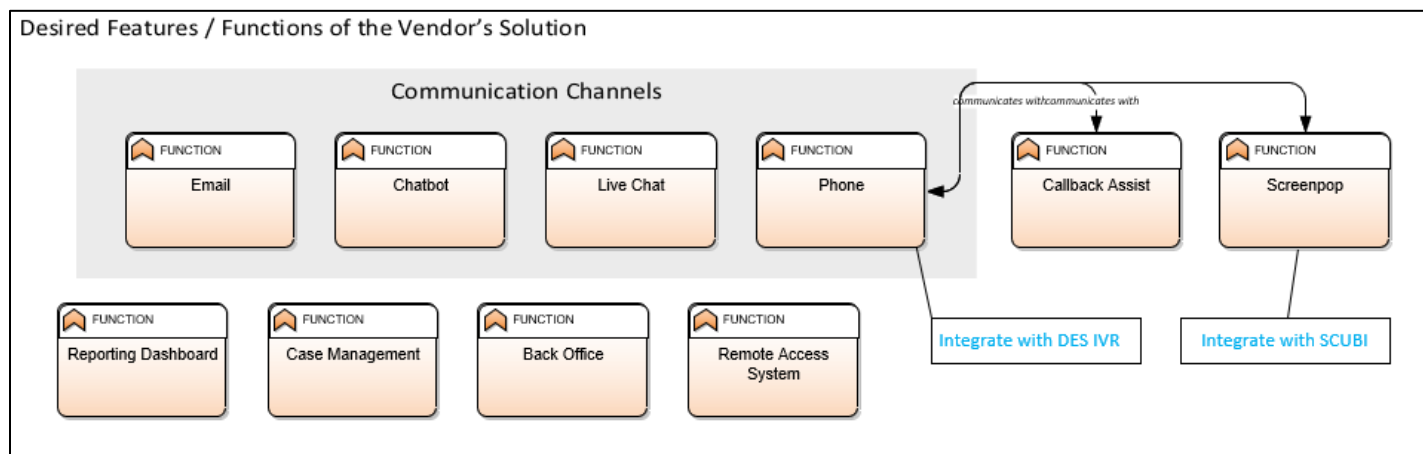 Desired Features / Functions of the Vendor's Solution
Communication Channels
communicates with communicates with
FUNCTION
Email
FUNCTION
Chatbot
FUNCTION
Live Chat
FUNCTION
Phone
FUNCTION
Callback Assist
FUNCTION
Screenpop
FUNCTION
Reporting Dashboard
FUNCTION
Case Management
FUNCTION
Back Office
FUNCTION
Remote Access
System
Integrate with DES IVR
Integrate with SCUBI